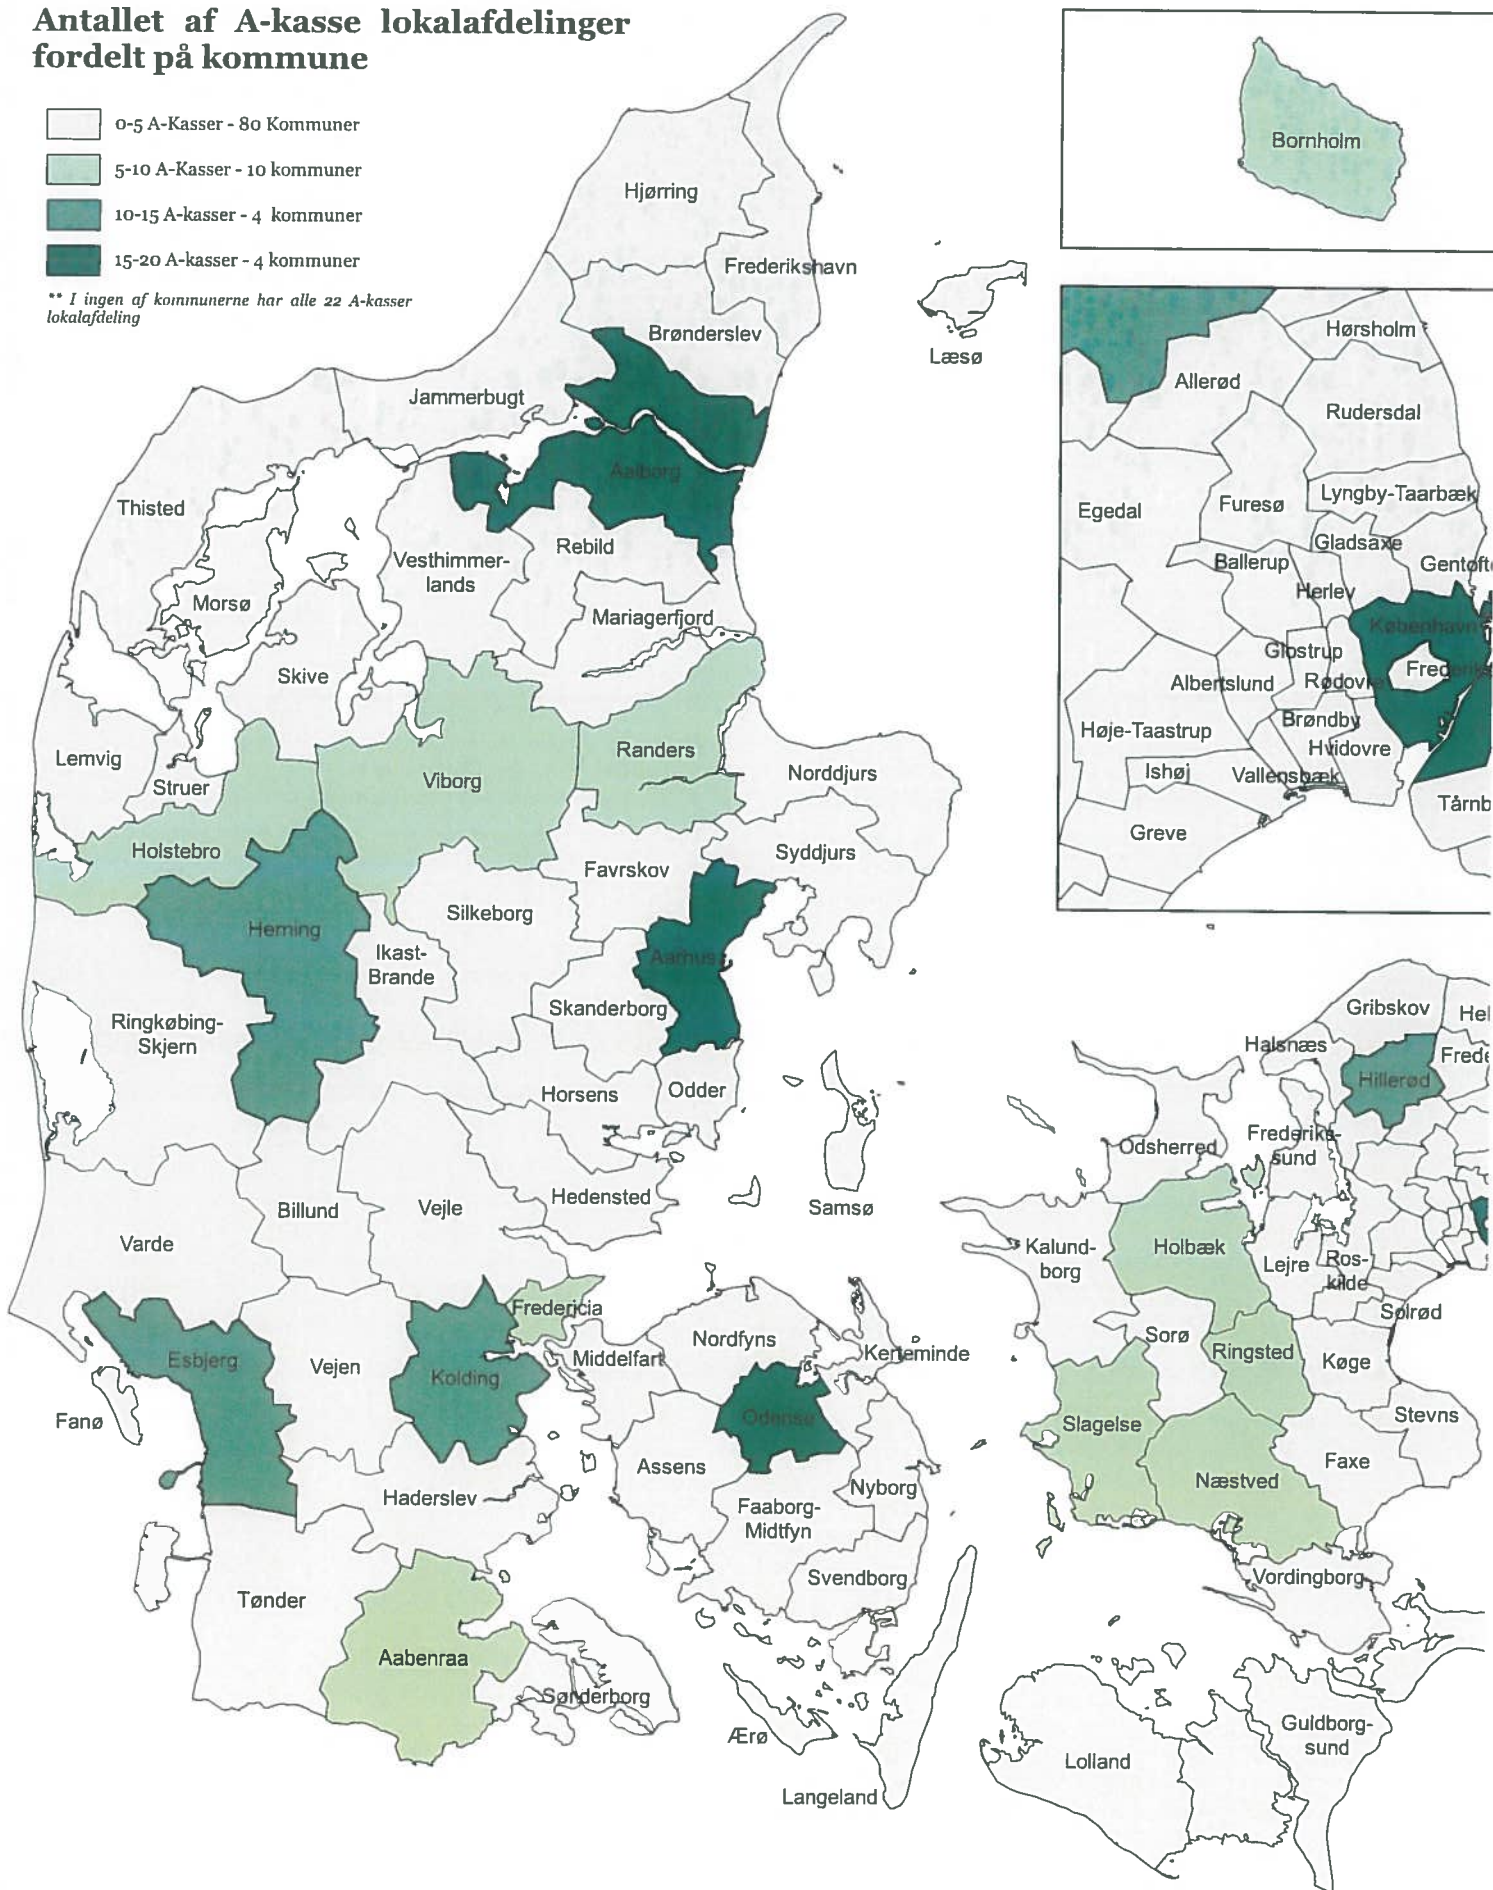 Antallet af A-kasse lokalafdelinger
fordelt på kommune
0-5 A-Kasser - 80 Kommuner
5-10 A-Kasser - 10 kommuner
10-15 A-kasser - 4 kommuner
15-20 A-kasser - 4 kommuner
** I ingen af kommunerne har alle 22 A-kasser
lokalafdeling
Bornholm
Hjørring
Frederikshavn
Brønderslev
Læsø
Jammerbugt
Aalborg
Thisted
Vesthimmer-
lands
Rebild
Morsø
Mariagerfjord
Skive
Lemvig
Struer
Viborg
Randers
Norddjurs
Holstebro
Favrskov
Syddjurs
Herning
Silkeborg
Ikast-
Brande
Aarhus
Skanderborg
Ringkøbing-
Skjern
Horsens
Odder
Samsø
Hedensted
Billund
Vejle
Varde
Fredericia
Esbjerg
Vejen
Kolding
Fanø
Haderslev
Tønder
Aabenraa
Sønderborg
Middelfart
Nordfyns
Kerteminde
Odense
Assens
Nyborg
Faaborg-
Midtfyn
Svendborg
Ærø
Langeland
Hørsholm
Allerød
Rudersdal
Egedal
Furesø
Lyngby-Taarbæk
Gladsaxe
Ballerup
Gentofte
Herlev
København
Glostrup
Frederiks
Albertslund
Rødovre
Høje-Taastrup
Brøndby
Hvidovre
Ishøj
Vallensbæk
Tårnb
Greve
Gribskov
Hel
Halsnæs
Frede
Hillerød
Odsherred
Frederiks-
sund
Kalund-
borg
Holbæk
Lejre
Ros-
kilde
Solrød
Sorø
Ringsted
Køge
Slagelse
Stevns
Faxe
Næstved
Vordingborg
Guldborg-
sund
Lolland